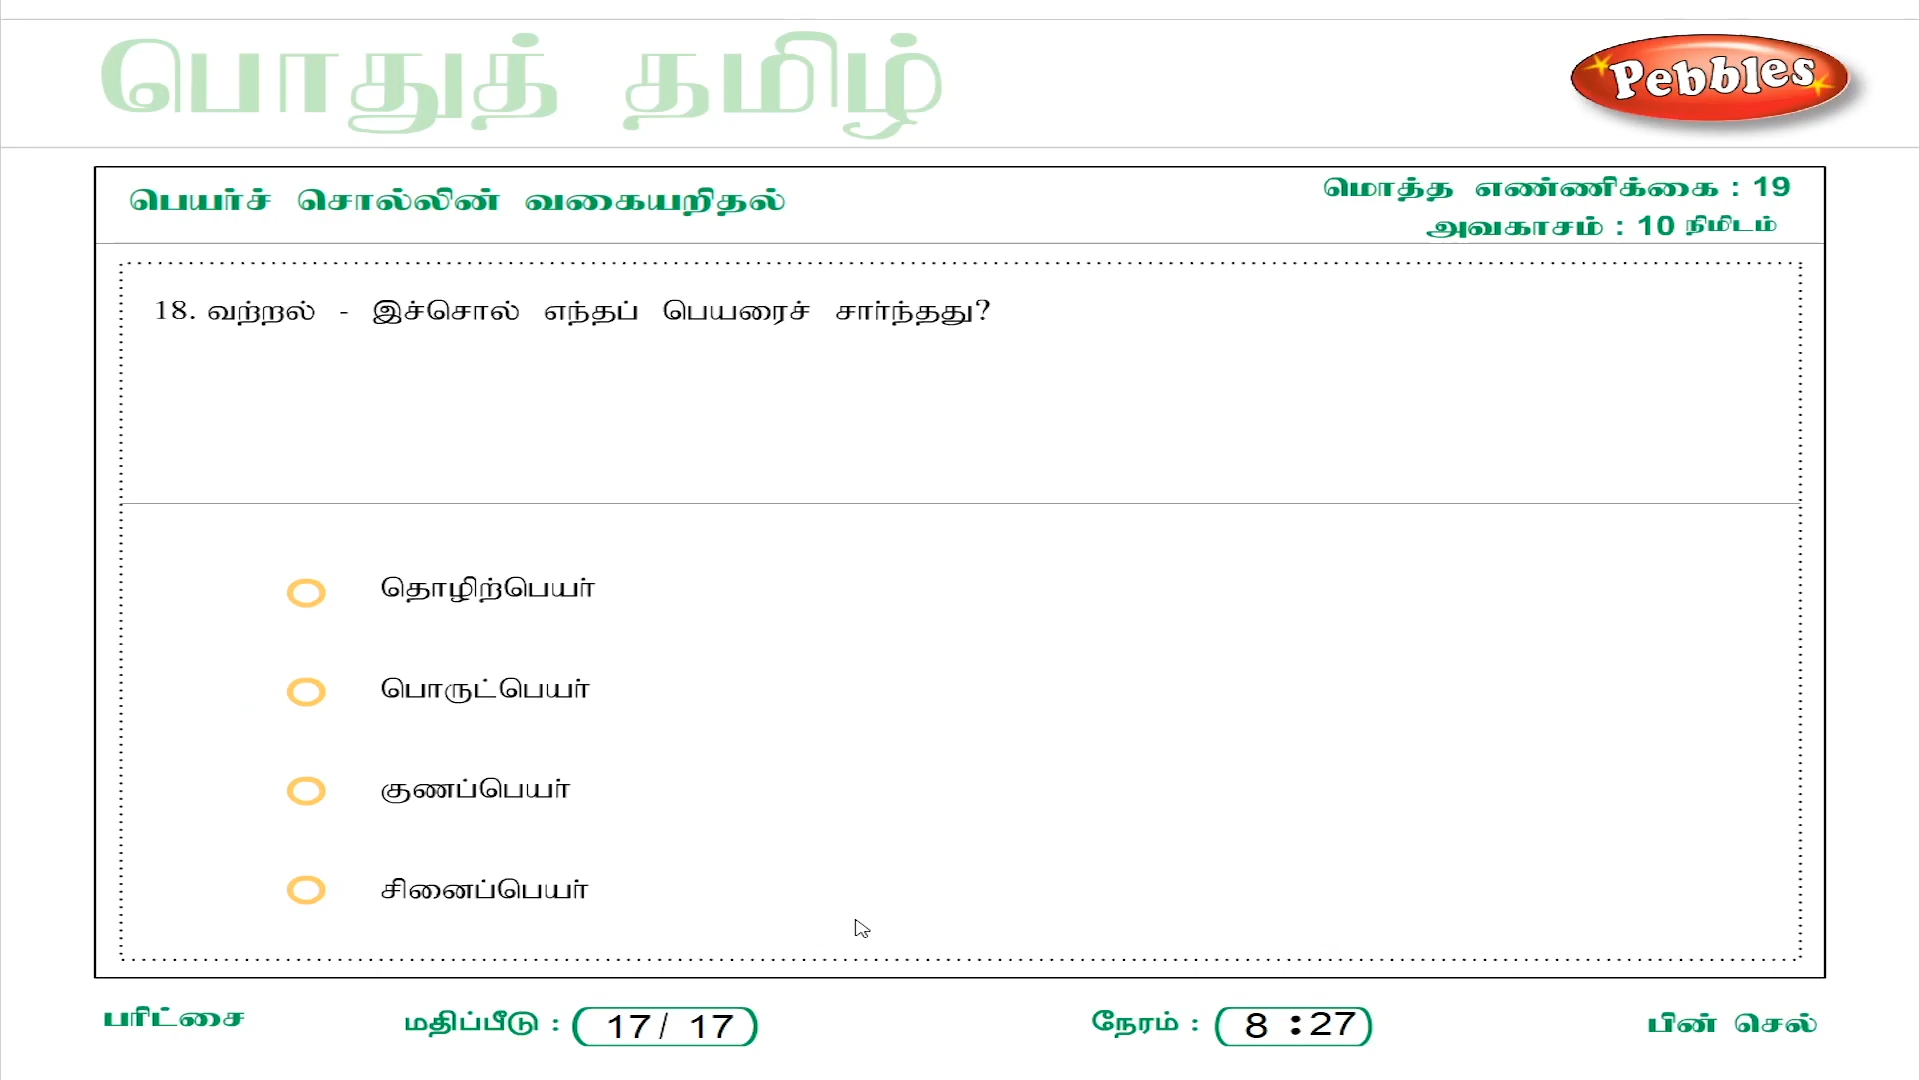 பொதுத் தமிழ்
Pebbles
பெயர்ச் சொல்லின் வகையறிதல்
மொத்த எண்ணிக்கை : 19
அவகாசம் : 10 நிமிடம்
18. வற்றல் - இச்சொல் எந்தப் பெயரைச் சார்ந்தது?
தொழிற்பெயர்
பொருட்பெயர்
குணப்பெயர்
சினைப்பெயர்
பரிட்சை
மதிப்பீடு : 17 / 17
நேரம் : 8 : 27
பின் செல்